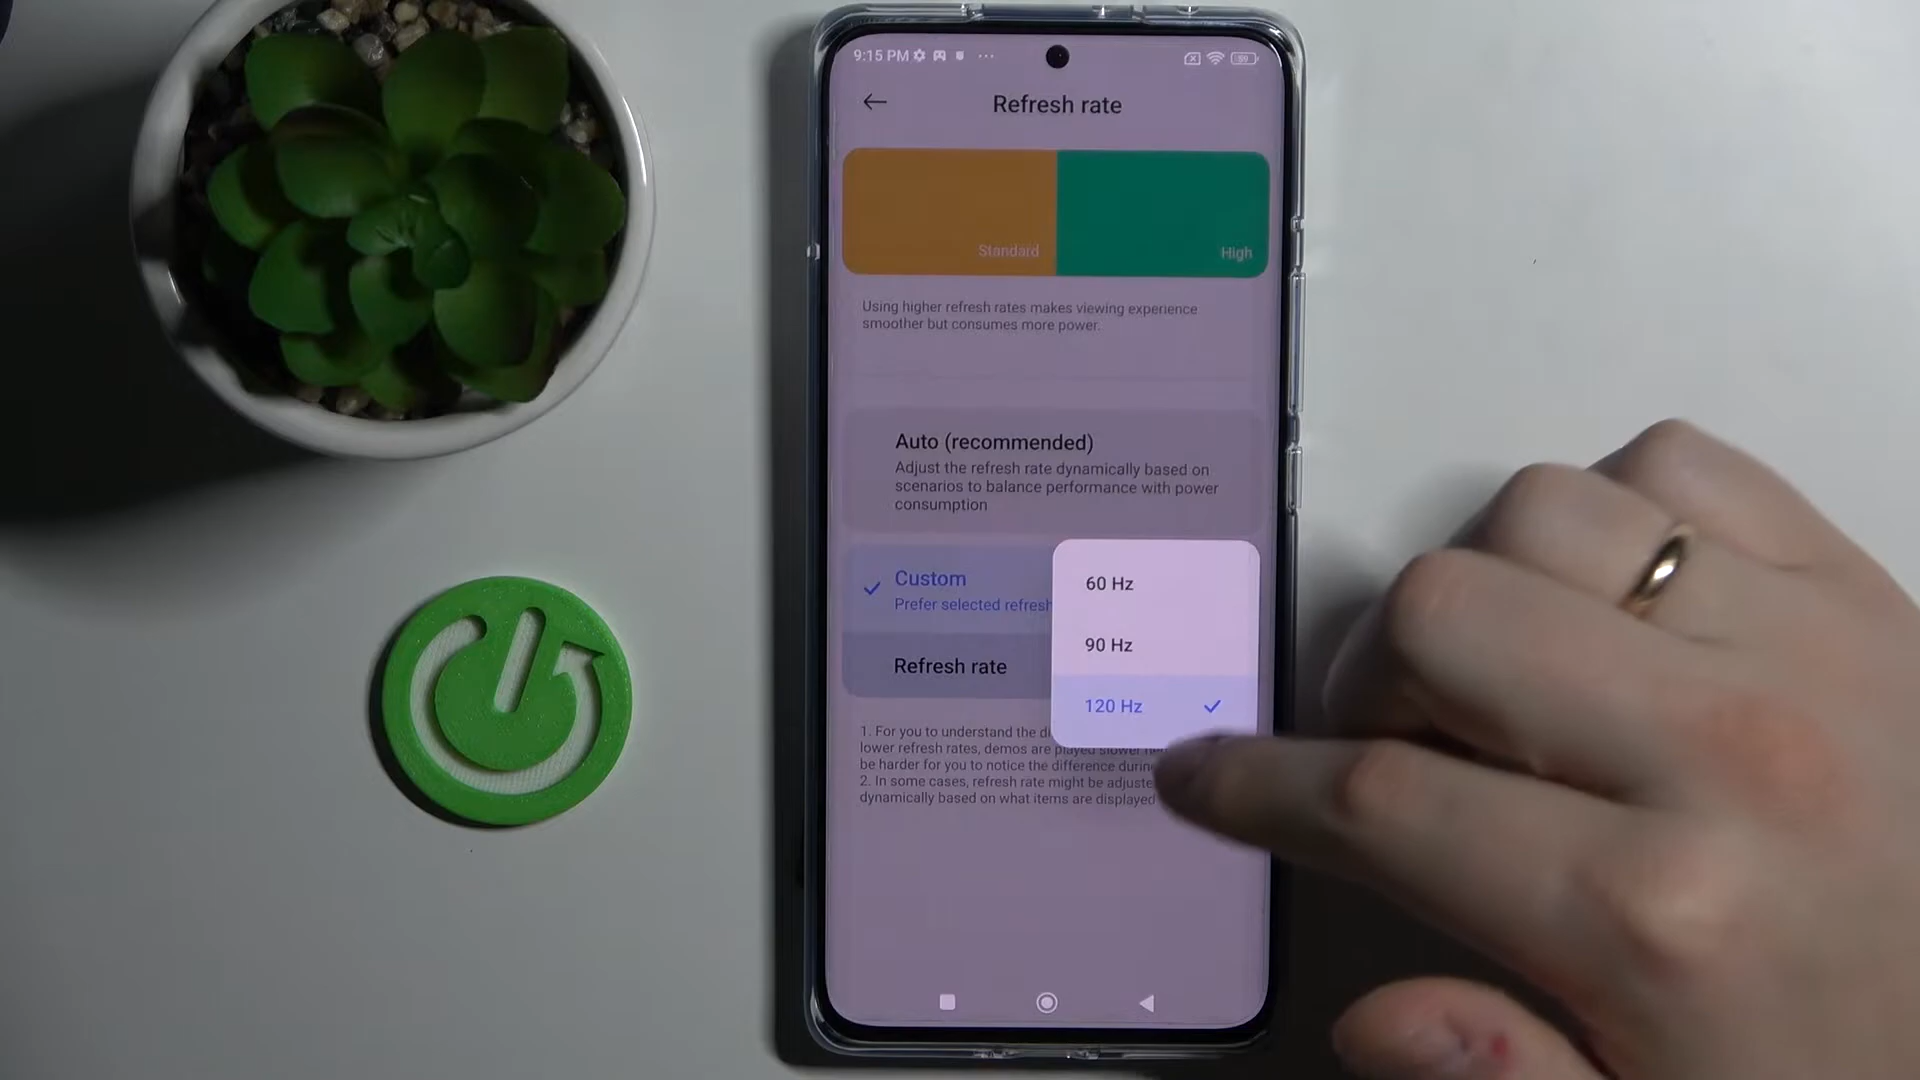 9:15 PM
59
Refresh rate
Standard
High
Using higher refresh rates makes viewing experience
smoother but consumes more power.
Auto (recommended)
Adjust the refresh rate dynamically based on
scenarios to balance performance with power
consumption
Custom
Prefer selected refresh
Refresh rate
60 Hz
90 Hz
120 Hz
1. For you to understand the
lower refresh rates, demos are played slower
be harder for you to notice the difference
2. In some cases, refresh rate might be
dynamically based on what items are displayed